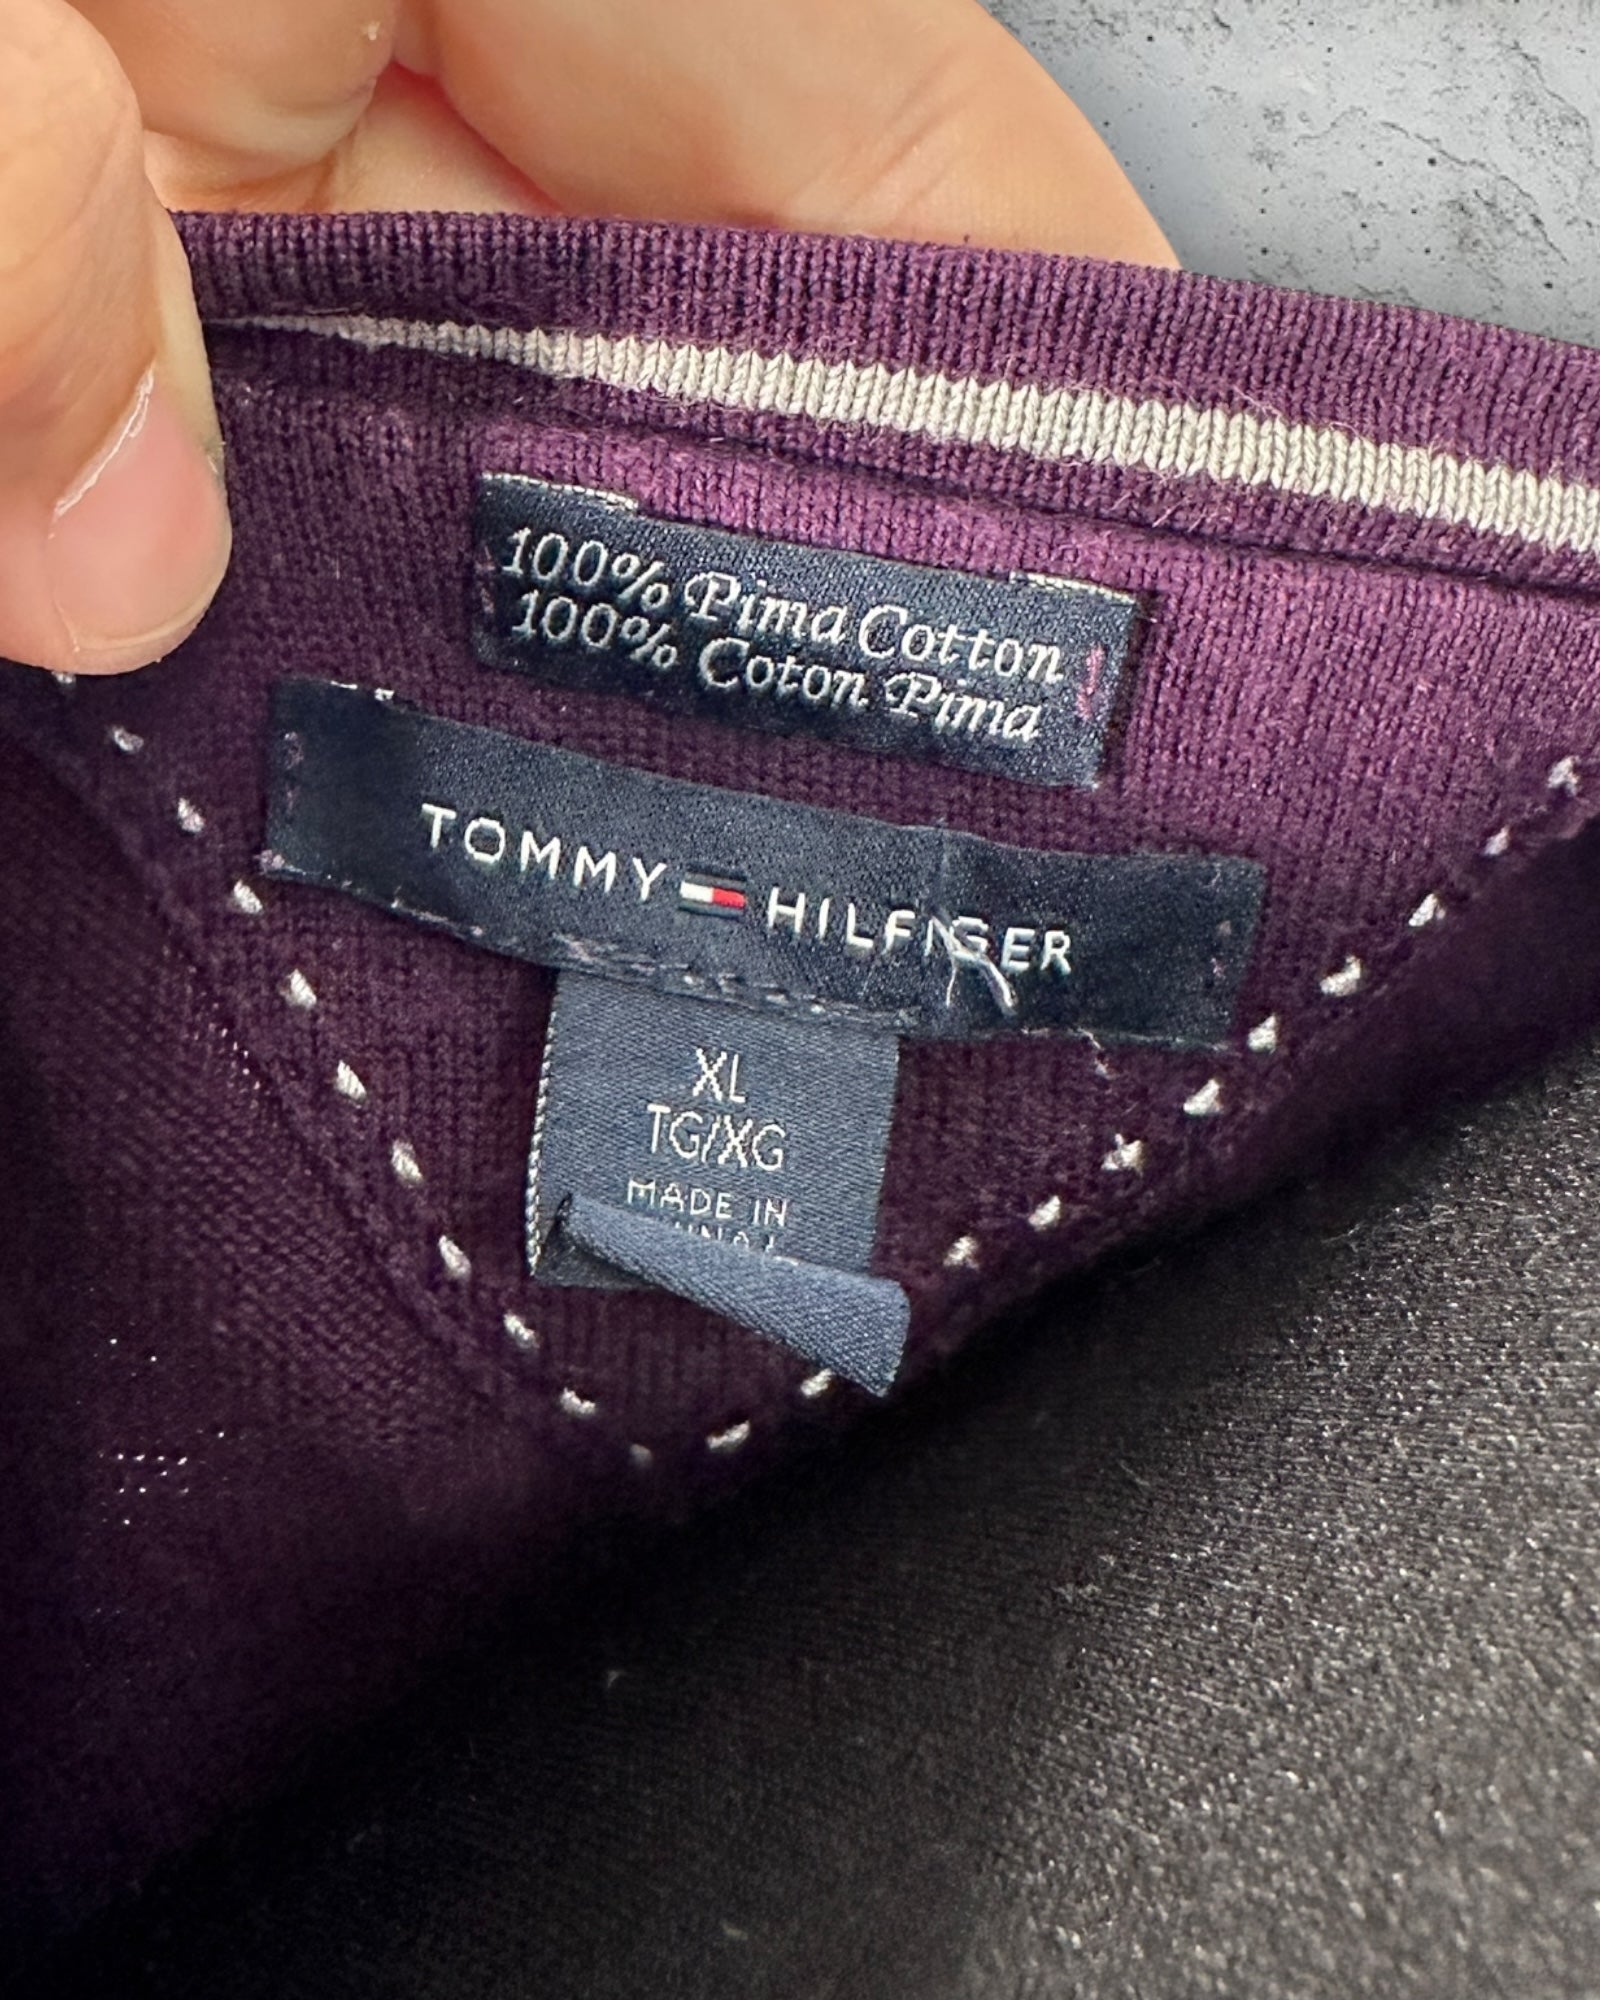 100% Pima Cotton
100% Coton Pima
TOMMY HILFIGER
XL
TG/XG
MADE IN